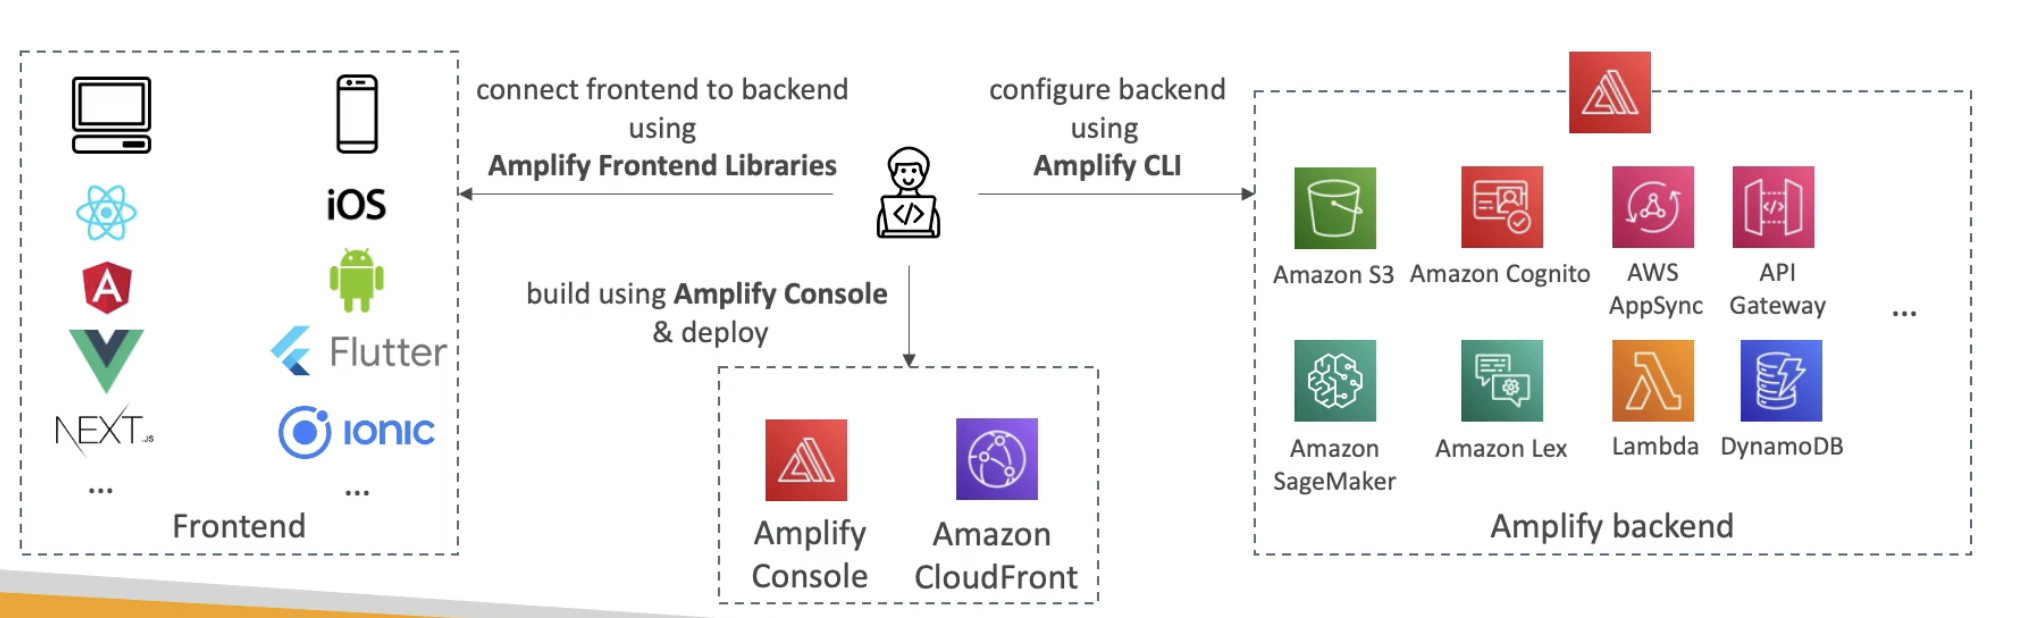 connect frontend to backend
using
Amplify Frontend Libraries
configure backend
using
Amplify CLI
build using Amplify Console
& deploy
iOS
Flutter
NEXT.JS
IONIC
...
...
Frontend
</>
Amplify
Console
Amazon
CloudFront
</>
Amazon S3
Amazon Cognito
AWS
AppSync
API
Gateway
...
Amazon
SageMaker
Amazon Lex
Lambda
DynamoDB
Amplify backend
A